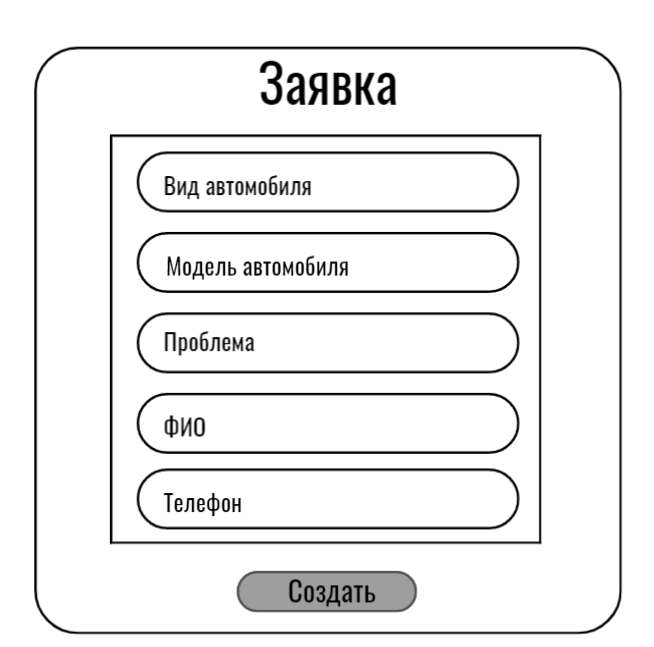 Заявка
Вид автомобиля
Модель автомобиля
Проблема
ФИО
Телефон
Создать